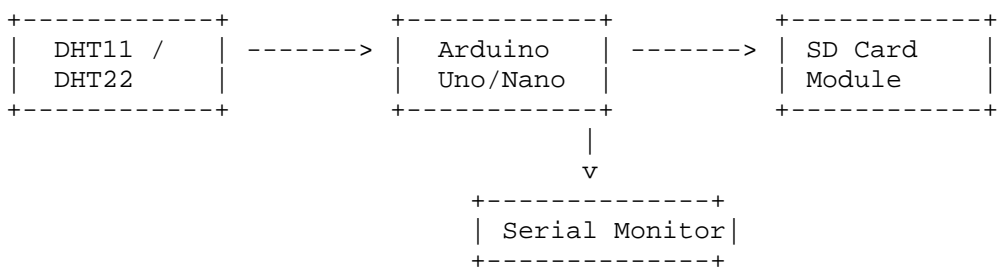 DHT11 / -------> Arduino -------> SD Card
DHT22 Uno/Nano Module
|
v
Serial Monitor